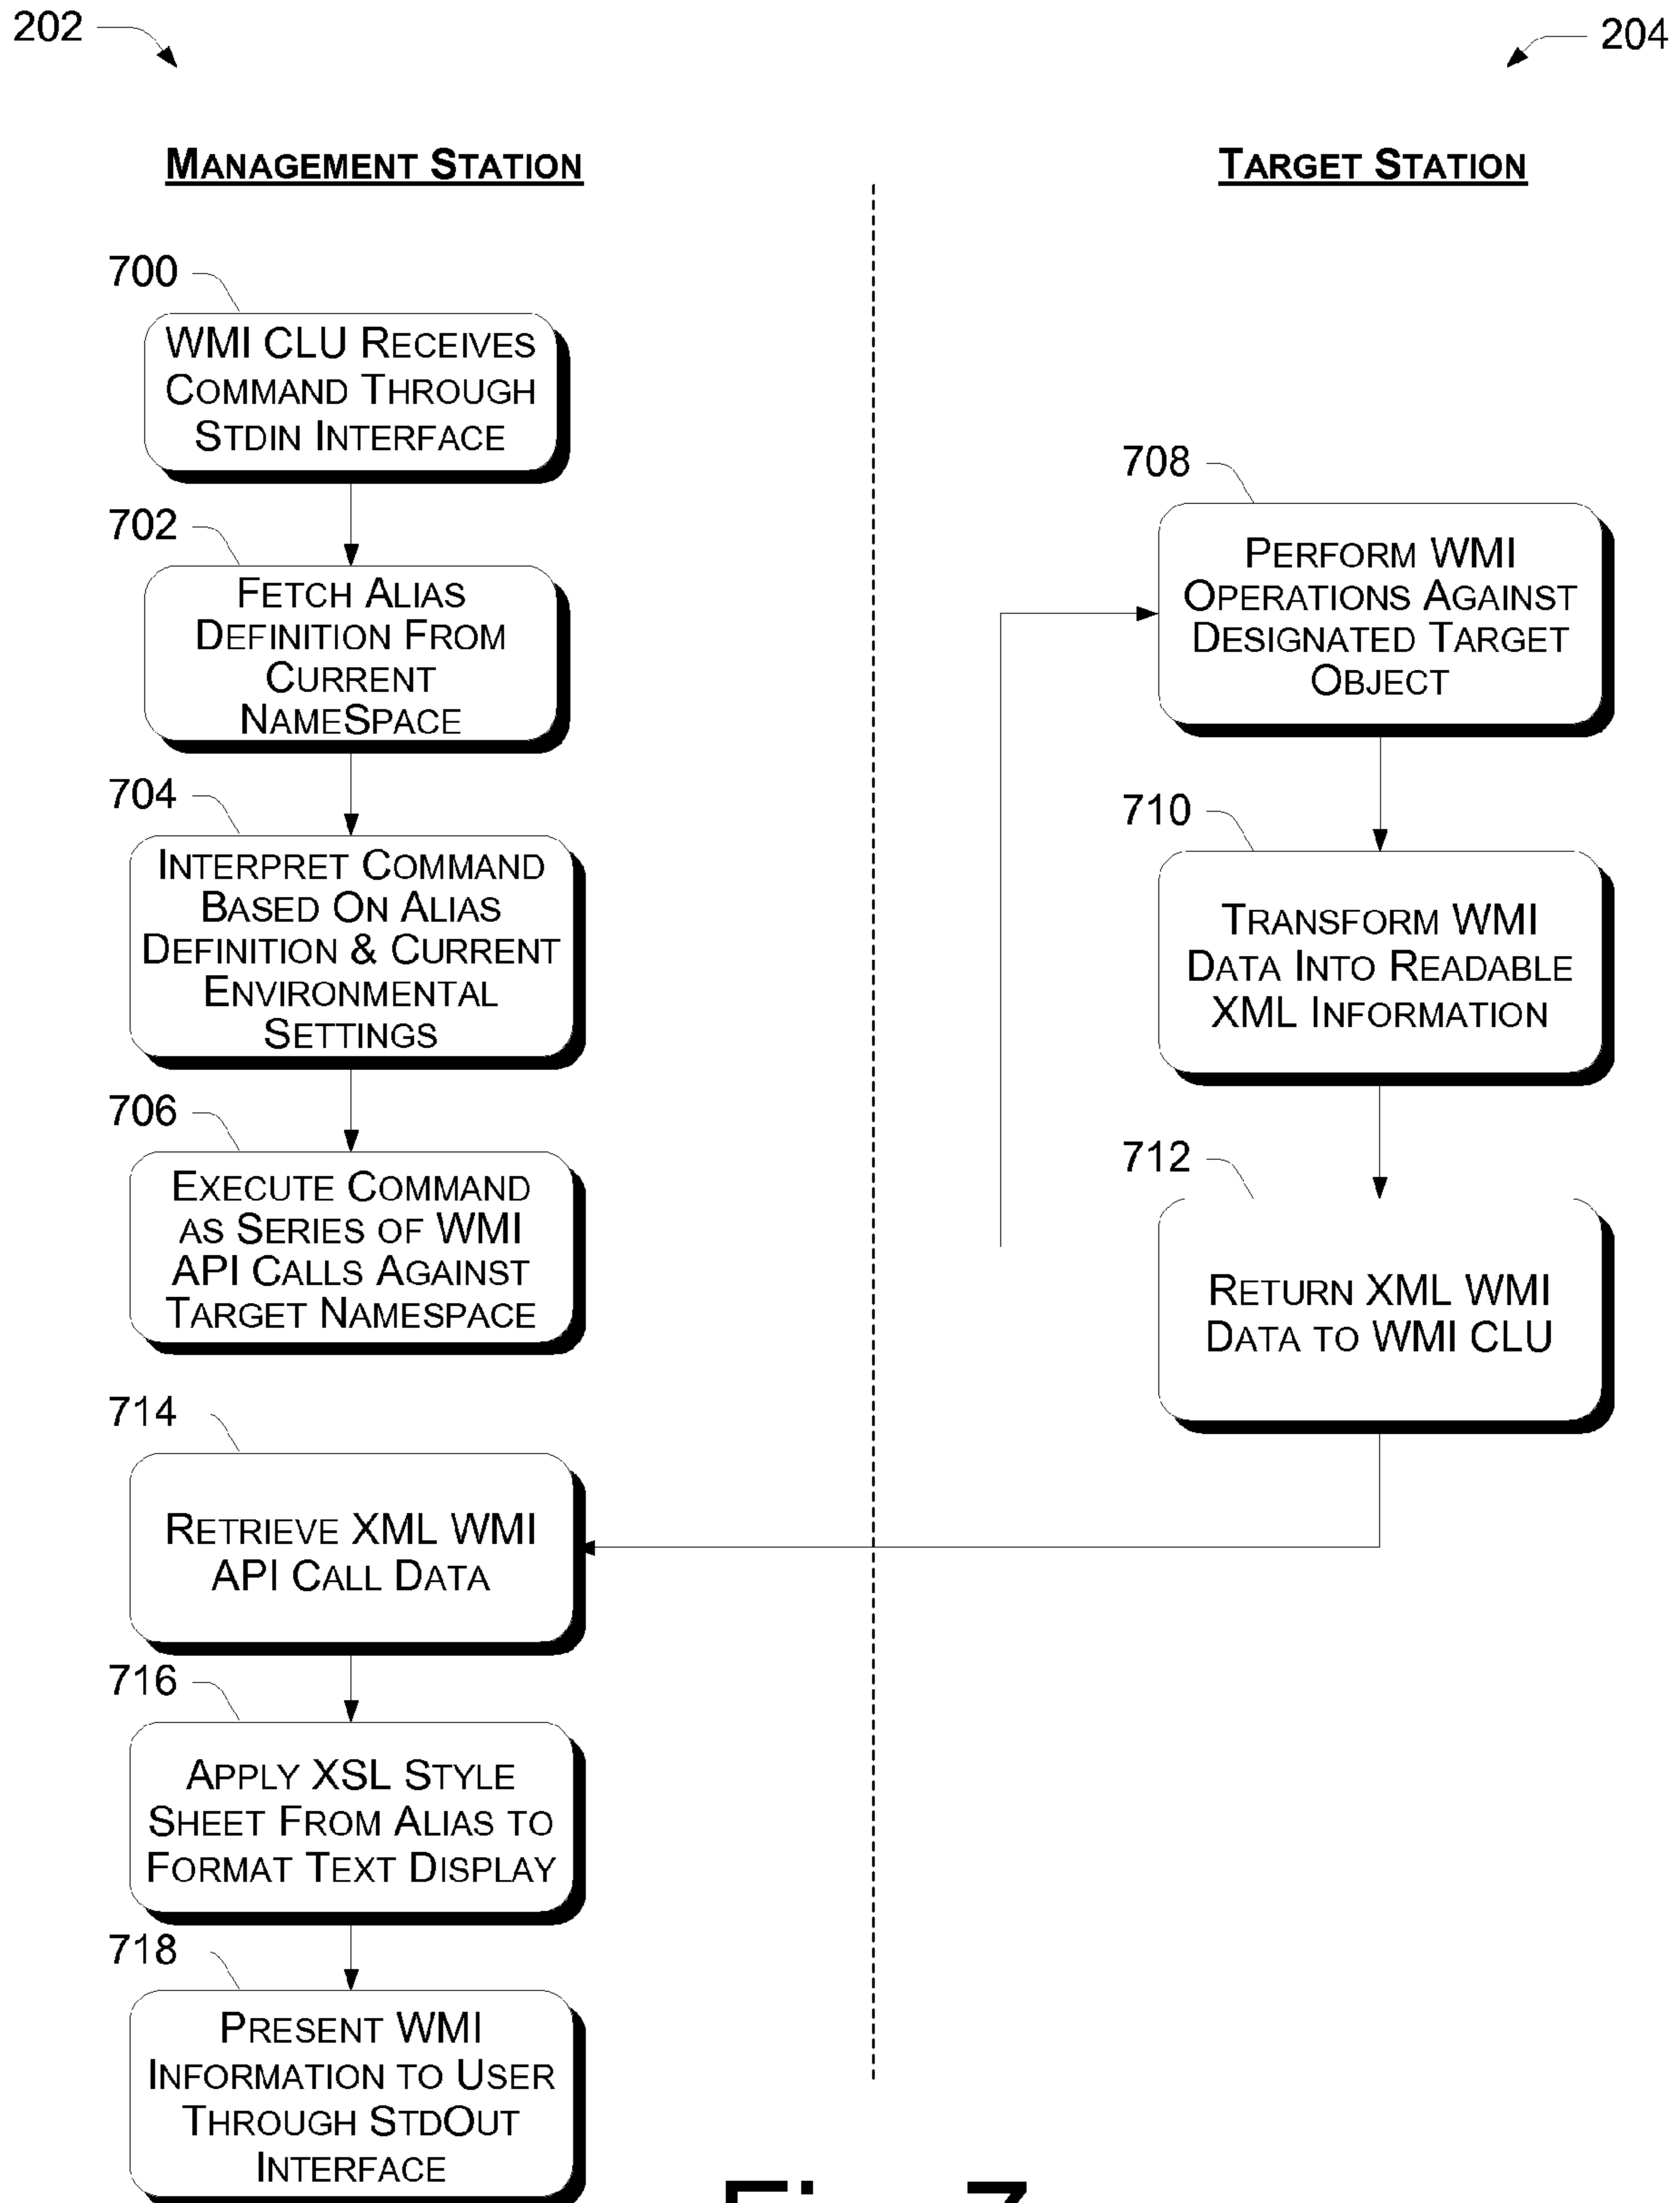 202
204
MANAGEMENT STATION
TARGET STATION
700
WMI CLU RECEIVES
COMMAND THROUGH
STDIN INTERFACE
702
FETCH ALIAS
DEFINITION FROM
CURRENT
NAMESPACE
704
INTERPRET COMMAND
BASED ON ALIAS
DEFINITION & CURRENT
ENVIRONMENTAL
SETTINGS
706
EXECUTE COMMAND
AS SERIES OF WMI
API CALLS AGAINST
TARGET NAMESPACE
708
PERFORM WMI
OPERATIONS AGAINST
DESIGNATED TARGET
OBJECT
710
TRANSFORM WMI
DATA INTO READABLE
XML INFORMATION
712
RETURN XML WMI
DATA TO WMI CLU
714
RETRIEVE XML WMI
API CALL DATA
716
APPLY XSL STYLE
SHEET FROM ALIAS TO
FORMAT TEXT DISPLAY
718
PRESENT WMI
INFORMATION TO USER
THROUGH STDOUT
INTERFACE